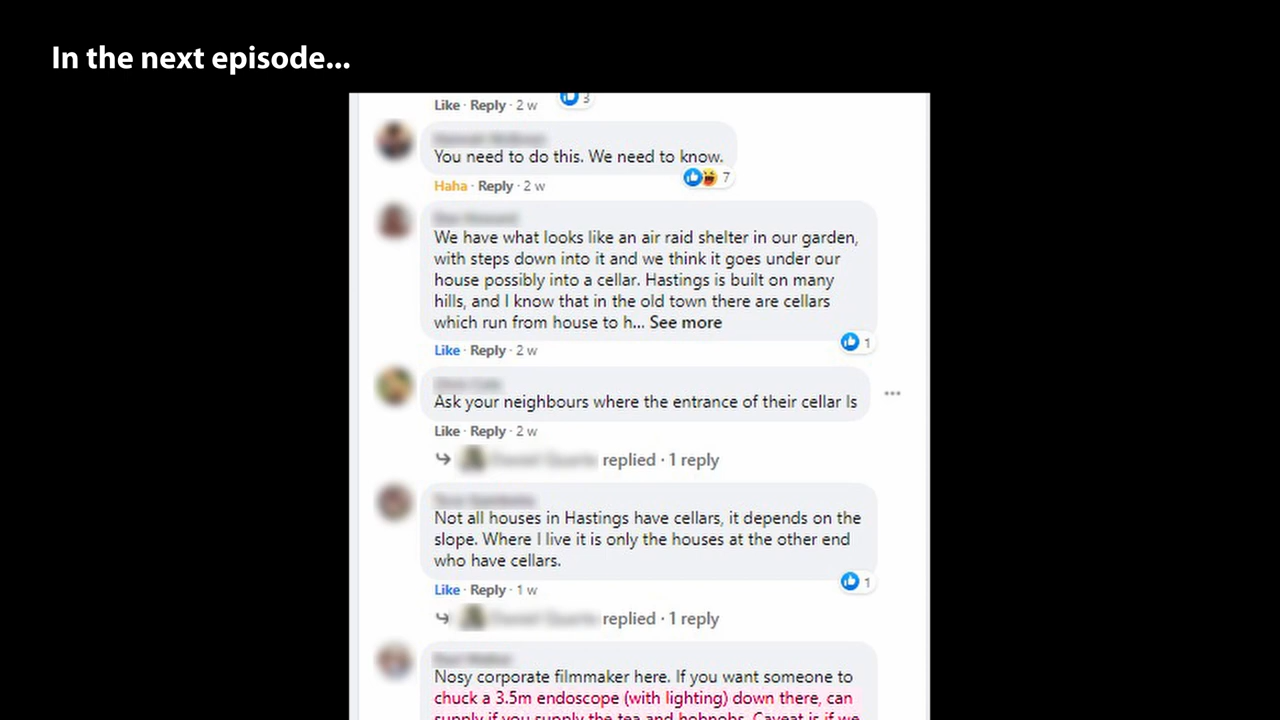 In the next episode...
Like · Reply · 2 w 3
You need to do this. We need to know.
Haha · Reply · 2 w 7
We have what looks like an air raid shelter in our garden,
with steps down into it and we think it goes under our
house possibly into a cellar. Hastings is built on many
hills, and I know that in the old town there are cellars
which run from house to h... See more
1
Like · Reply · 2 w
Ask your neighbours where the entrance of their cellar Is
Like · Reply · 2 w
replied · 1 reply
Not all houses in Hastings have cellars, it depends on the
slope. Where I live it is only the houses at the other end
who have cellars.
1
Like · Reply · 1 w
replied · 1 reply
Nosy corporate filmmaker here. If you want someone to
chuck a 3.5m endoscope (with lighting) down there, can
supply if you supply the tea and hobnobs. Caveat is if we